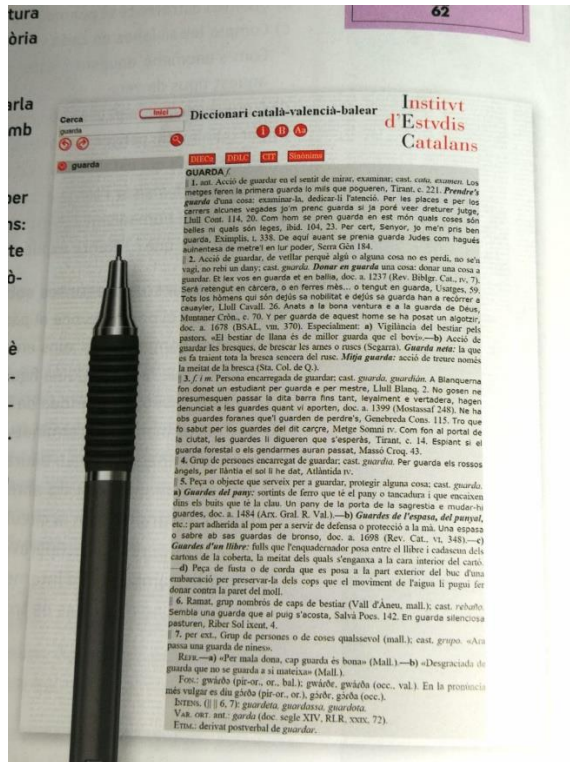 tura
òria
62
arla
mb
per
ns:
te
ò-
è
-
-
-.
Cerca
guarda
Inici
Diccionari català-valencià-balear
i B Aa
Institvt
d'Estvdis
Catalans
guarda
DIEC2 DDLC CIT Sinònims
GUARDA f.
|| 1. ant. Acció de guardar en el sentit de mirar, examinar; cast. cata, examen. Los
metges feren la primera guarda lo mils que pogueren, Tirant, c. 221. Prendre's
guarda d'una cosa: examinar-la, dedicar-li l'atenció. Per les places e per los
carrers alcunes vegades jo'm prenc guarda si ja poré veer dreturer jutge,
Llull Cont. 114, 20. Com hom se pren guarda en est món quals coses són
belles ni quals són leges, ibid. 104, 23. Per cert, Senyor, jo me'n pris ben
guarda, Eximplis, i, 338. De aquí auant se prenia guarda Judes com hagués
auinentesa de metre'l en lur poder, Serra Gèn 184.
|| 2. Acció de guardar, de vetllar perquè algú o alguna cosa no es perdi, no se'n
vagi, no rebi un dany; cast. guarda. Donar en guarda una cosa: donar una cosa a
guardar. Et lex vos en guarda et en ballia, doc. a. 1237 (Rev. Biblgr. Cat., iv, 7).
Serà retengut en càrcera, o en ferres més... o tengut en guarda, Usatges, 59.
Tots los hòmens qui són dejús sa nobilitat e dejús sa guarda han a recórrer a
cauayler, Llull Cavall. 26. Anats a la bona ventura e a la guarda de Déus,
Muntaner Cròn., c. 70. Y per guarda de aquest home se ha posat un algotzir,
doc. a. 1678 (BSAL, viii, 370). Especialment: a) Vigilància del bestiar pels
pastors. «El bestiar de llana és de millor guarda que el boví».—b) Acció de
guardar les bresques, de brescar les arnes o ruscs (Segarra). Guarda neta: la que
es fa traient tota la bresca sencera del rusc. Mitja guarda: acció de treure només
la meitat de la bresca (Sta. Col. de Q.).
|| 3. f. i m. Persona encarregada de guardar; cast. guarda, guardián. A Blanquerna
fon donat un estudiant per guarda e per mestre, Llull Blanq. 2. No gosen ne
presumesquen passar la dita barra fins tant, leyalment e vertadera, hagen
denunciat a les guardes quant vi aporten, doc. a. 1399 (Mostassaf 248). Ne ha
obs guardes foranes que'l guarden de perdre's, Genebreda Cons. 115. Tro que
fo sabut per los guardes del dit carçre, Metge Somni iv. Com fon al portal de
la ciutat, les guardes li digueren que s'esperàs, Tirant, c. 14. Espiant si el
guarda forestal o els gendarmes auran passat, Massó Croq. 43.
|| 4. Grup de persones encarregat de guardar; cast. guardia. Per guarda els rossos
àngels, per llàntia el sol li he dat, Atlàntida iv.
|| 5. Peça o objecte que serveix per a guardar, protegir alguna cosa; cast. guarda.
a) Guardes del pany: sortints de ferro que té el pany o tancadura i que encaixen
dins els buits que té la clau. Un pany de la porta de la sagrestia e mudar-hi
guardes, doc. a. 1484 (Arx. Gral. R. Val.).—b) Guardes de l'espasa, del punyal,
etc.: part adherida al pom per a servir de defensa o protecció a la mà. Una espasa
o sabre ab sas guardas de bronso, doc. a. 1698 (Rev. Cat., vi, 348).—c)
Guardes d'un llibre: fulls que l'enquadernador posa entre el llibre i cadascun dels
cartons de la coberta, la meitat dels quals s'enganxa a la cara interior del cartó.
—d) Peça de fusta o de corda que es posa a la part exterior del buc d'una
embarcació per preservar-la dels cops que el moviment de l'aigua li pugui fer
donar contra la paret del moll.
|| 6. Ramat, grup nombrós de caps de bestiar (Vall d'Àneu, mall.); cast. rebaño.
Sembla una guarda que al puig s'acosta, Salvà Poes. 142. En guarda silenciosa
pasturen, Riber Sol ixent, 4.
|| 7. per ext., Grup de persones o de coses qualssevol (mall.); cast. grupo. «Ara
passa una guarda de nines».
Refr.—a) «Per mala dona, cap guarda és bona» (Mall.).—b) «Desgraciada de
guarda que no se guarda a si mateixa» (Mall.).
Fon.: gwárða (pir-or., or., bal.); gwárðɛ, gwárða (occ., val.). En la pronúncia
més vulgar es diu gárða (pir-or., or.), gárðɛ, gárða (occ.).
Intens. (|| || 6, 7): guardeta, guardassa, guardota.
Var. ort. ant.: garda (doc. segle XIV, RLR, xxix, 72).
Etim.: derivat postverbal de guardar.